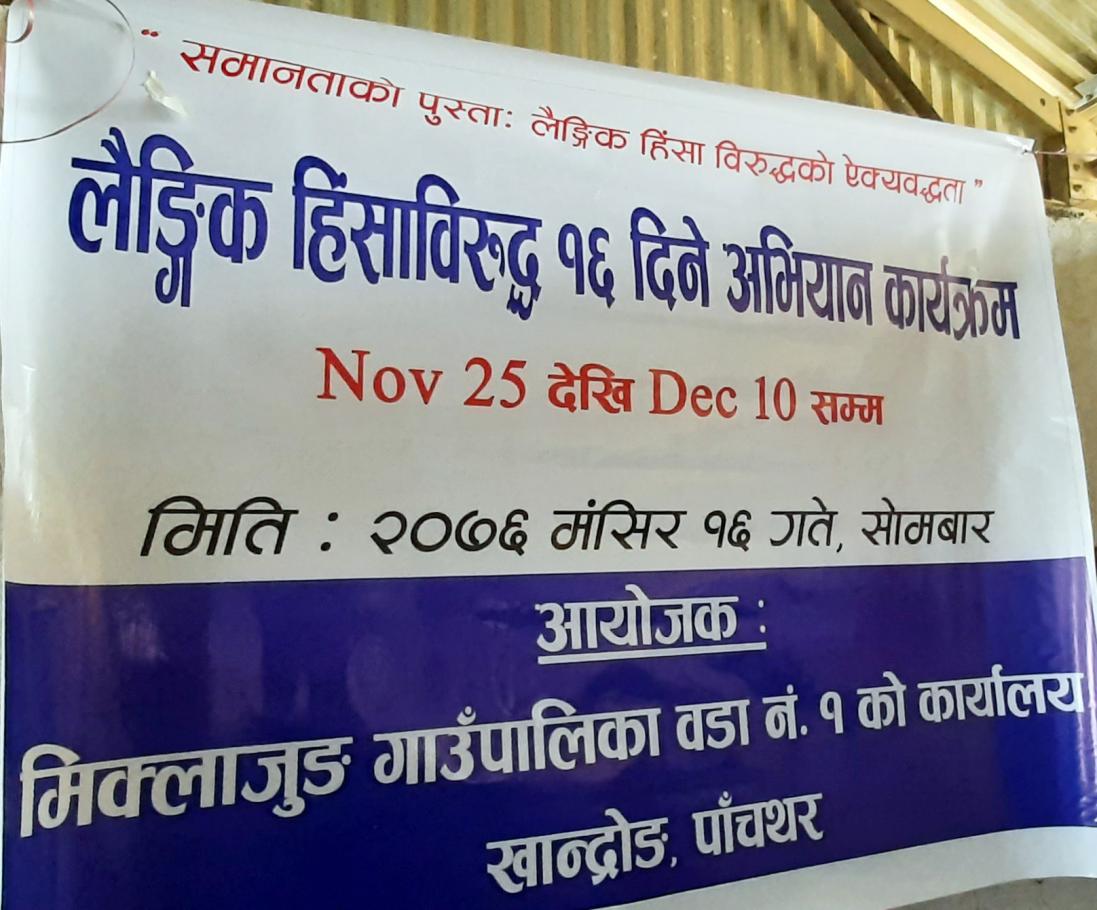 “ समानताको पुस्ताः लैङ्गिक हिंसा विरुद्धको ऐक्यवद्धता ”
लैङ्गिक हिंसाविरुद्ध १६ दिने अभियान कार्यक्रम
Nov 25 देखि Dec 10 सम्म
मिति : २०७६ मंसिर १६ गते, सोमबार
आयोजक :
मिक्लाजुङ गाउँपालिका वडा नं. १ को कार्यालय
खान्द्रोङ, पाँचथर